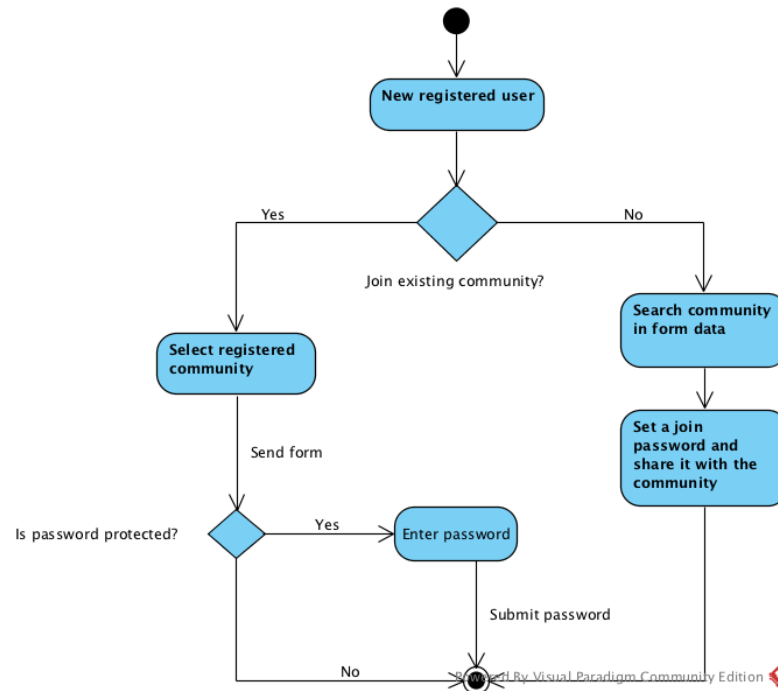 New registered user
Yes
No
Join existing community?
Search community
in form data
Select registered
community
Set a join
password and
share it with the
community
Send form
Is password protected?
Yes
Enter password
Submit password
No
Powered By Visual Paradigm Community Edition